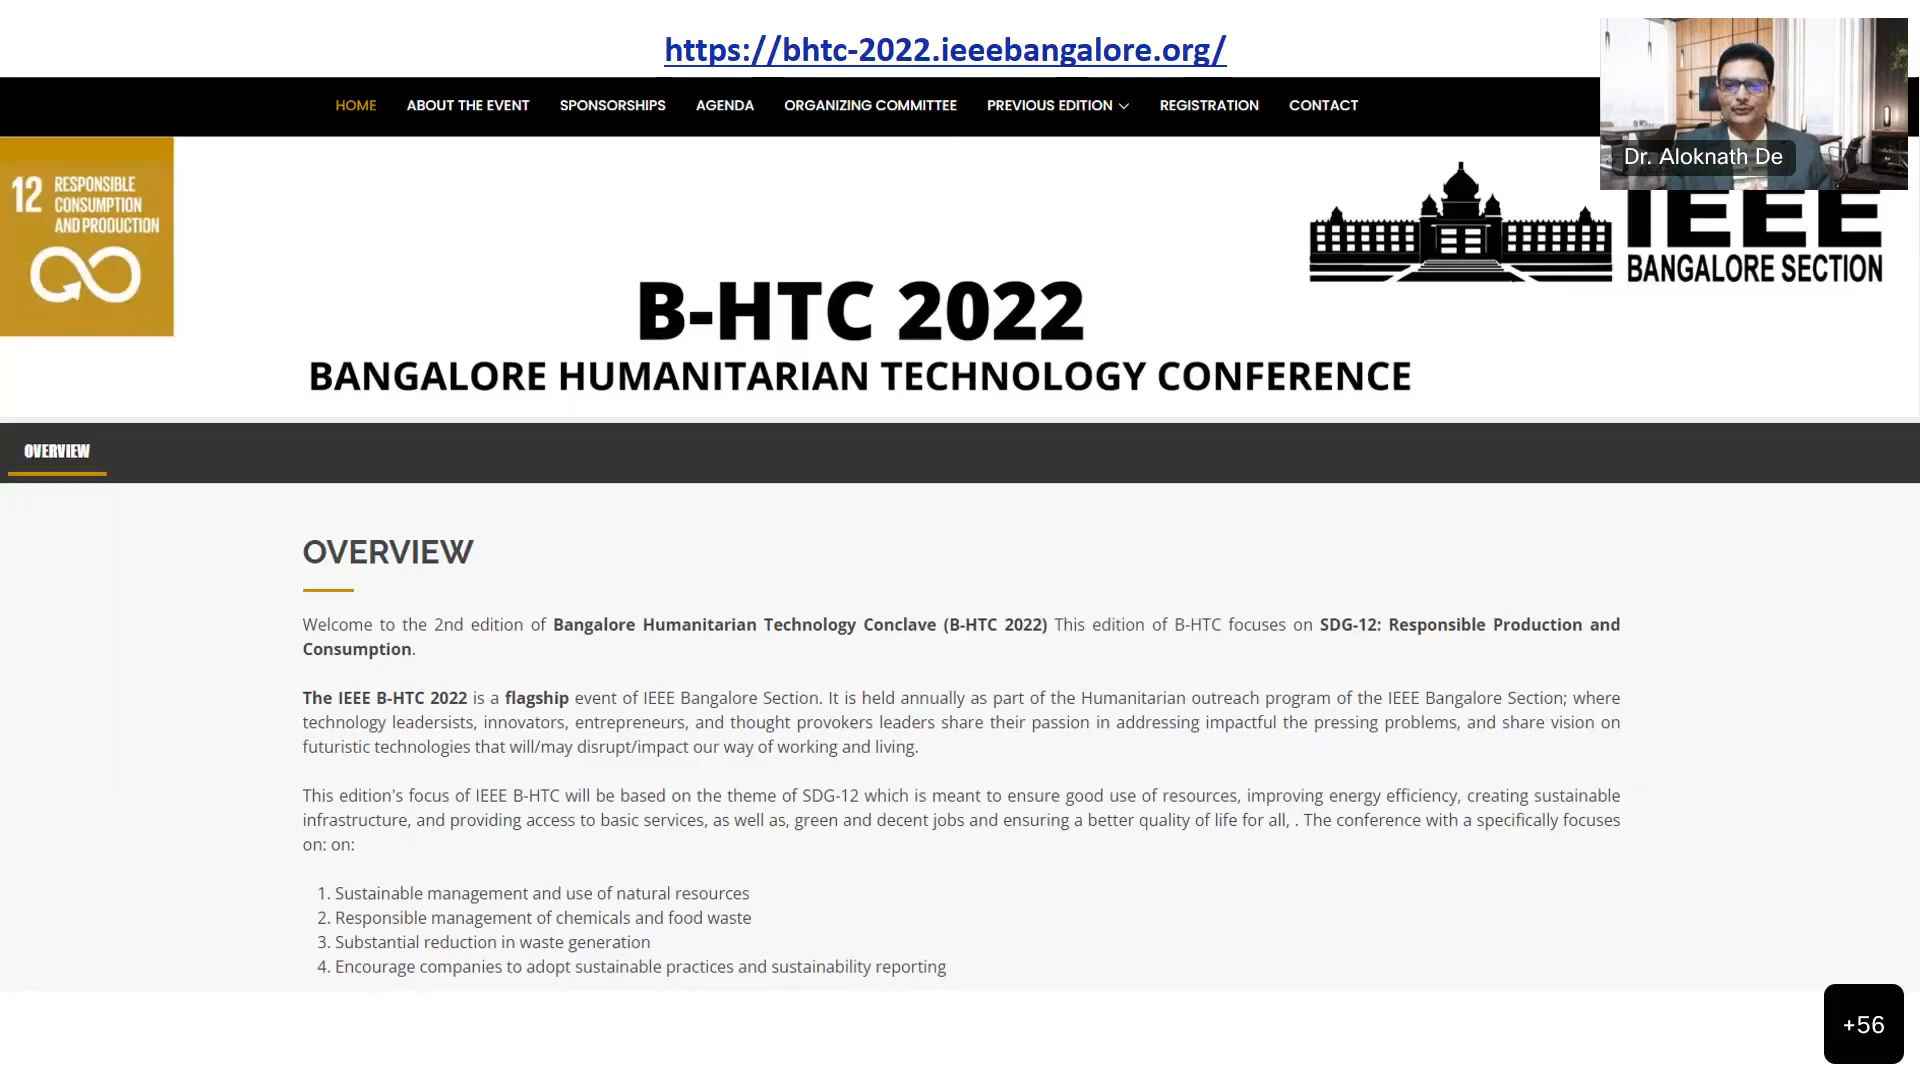 https://bhtc-2022.ieeebangalore.org/
HOME ABOUT THE EVENT SPONSORSHIPS AGENDA ORGANIZING COMMITTEE PREVIOUS EDITION REGISTRATION CONTACT
Dr. Aloknath De
12 RESPONSIBLE
CONSUMPTION
AND PRODUCTION
IEEE
BANGALORE SECTION
B-HTC 2022
BANGALORE HUMANITARIAN TECHNOLOGY CONFERENCE
OVERVIEW
OVERVIEW
Welcome to the 2nd edition of Bangalore Humanitarian Technology Conclave (B-HTC 2022) This edition of B-HTC focuses on SDG-12: Responsible Production and
Consumption.
The IEEE B-HTC 2022 is a flagship event of IEEE Bangalore Section. It is held annually as part of the Humanitarian outreach program of the IEEE Bangalore Section; where
technology leadersists, innovators, entrepreneurs, and thought provokers leaders share their passion in addressing impactful the pressing problems, and share vision on
futuristic technologies that will/may disrupt/impact our way of working and living.
This edition's focus of IEEE B-HTC will be based on the theme of SDG-12 which is meant to ensure good use of resources, improving energy efficiency, creating sustainable
infrastructure, and providing access to basic services, as well as, green and decent jobs and ensuring a better quality of life for all, . The conference with a specifically focuses
on: on:
1. Sustainable management and use of natural resources
2. Responsible management of chemicals and food waste
3. Substantial reduction in waste generation
4. Encourage companies to adopt sustainable practices and sustainability reporting
+56